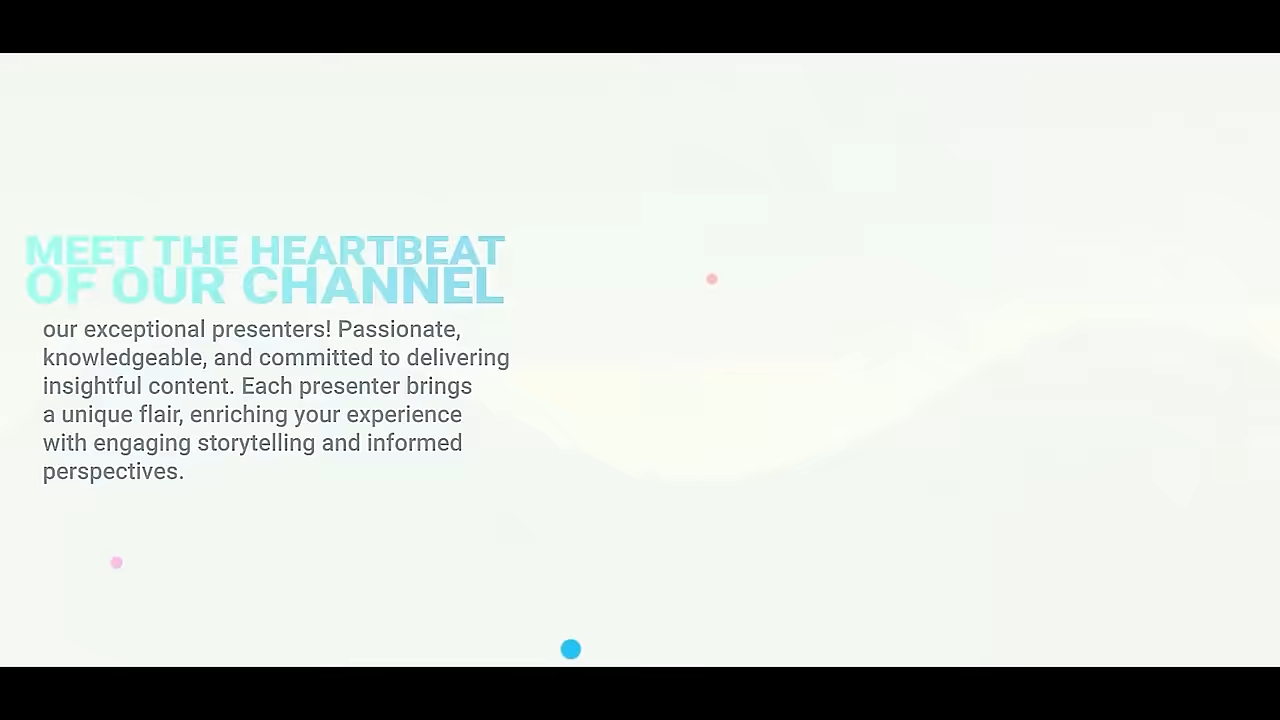 MEET THE HEARTBEAT
OF OUR CHANNEL
our exceptional presenters! Passionate,
knowledgeable, and committed to delivering
insightful content. Each presenter brings
a unique flair, enriching your experience
with engaging storytelling and informed
perspectives.